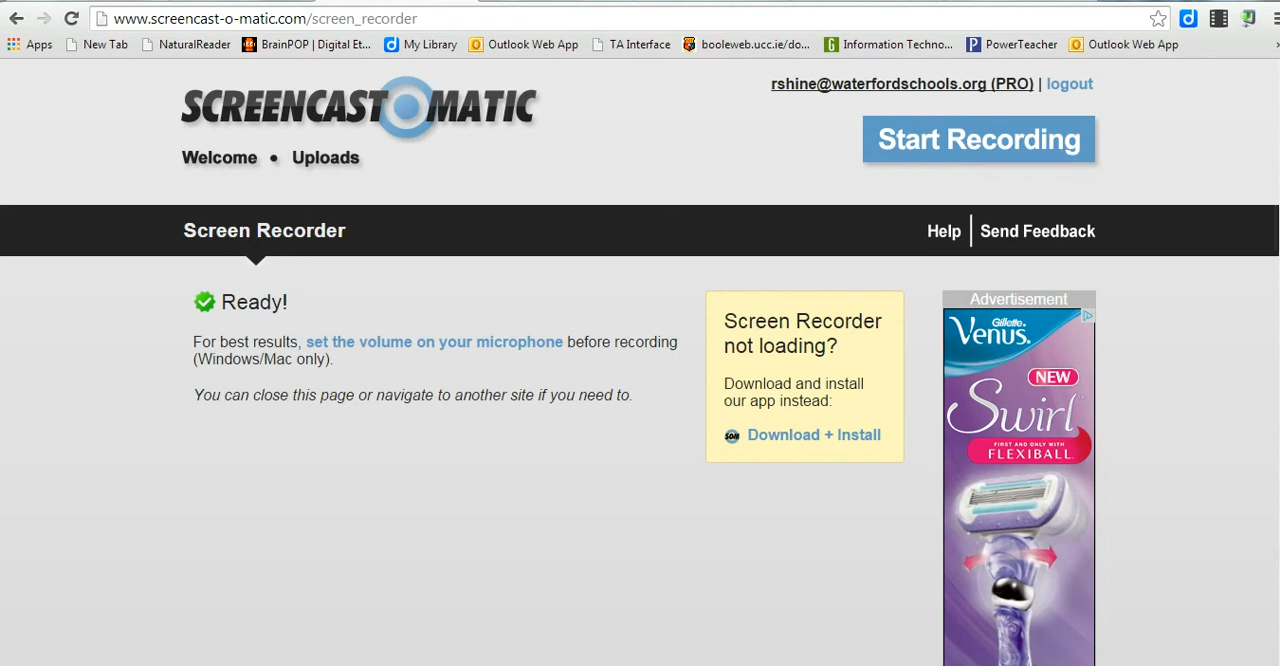 www.screencast-o-matic.com/screen_recorder
Apps New Tab NaturalReader BrainPOP | Digital Et... My Library Outlook Web App TA Interface booleweb.ucc.ie/do... Information Techno... PowerTeacher Outlook Web App
SCREENCAST O MATIC
rshine@waterfordschools.org (PRO) | logout
Start Recording
Welcome • Uploads
Screen Recorder
Help | Send Feedback
Ready!
For best results, set the volume on your microphone before recording
(Windows/Mac only).
You can close this page or navigate to another site if you need to.
Screen Recorder
not loading?
Download and install
our app instead:
SOM Download + Install
Advertisement
Gillette
Venus.
NEW
Swirl
FIRST AND ONLY WITH
FLEXIBALL